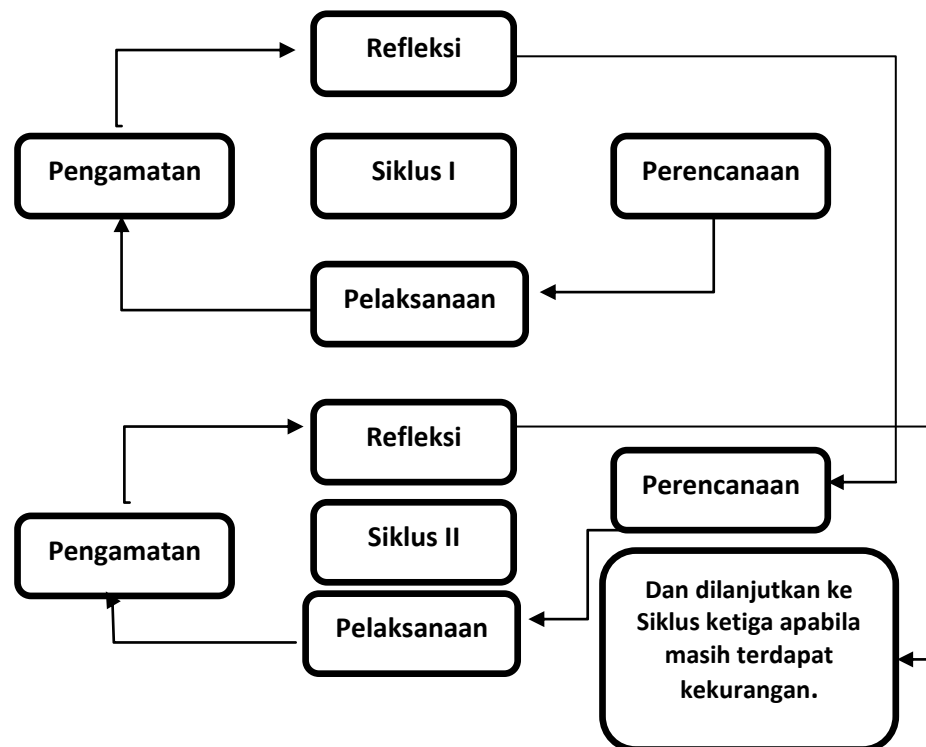 Refleksi
Pengamatan
Siklus I
Perencanaan
Pelaksanaan
Refleksi
Perencanaan
Siklus II
Pengamatan
Pelaksanaan
Dan dilanjutkan ke
Siklus ketiga apabila
masih terdapat
kekurangan.